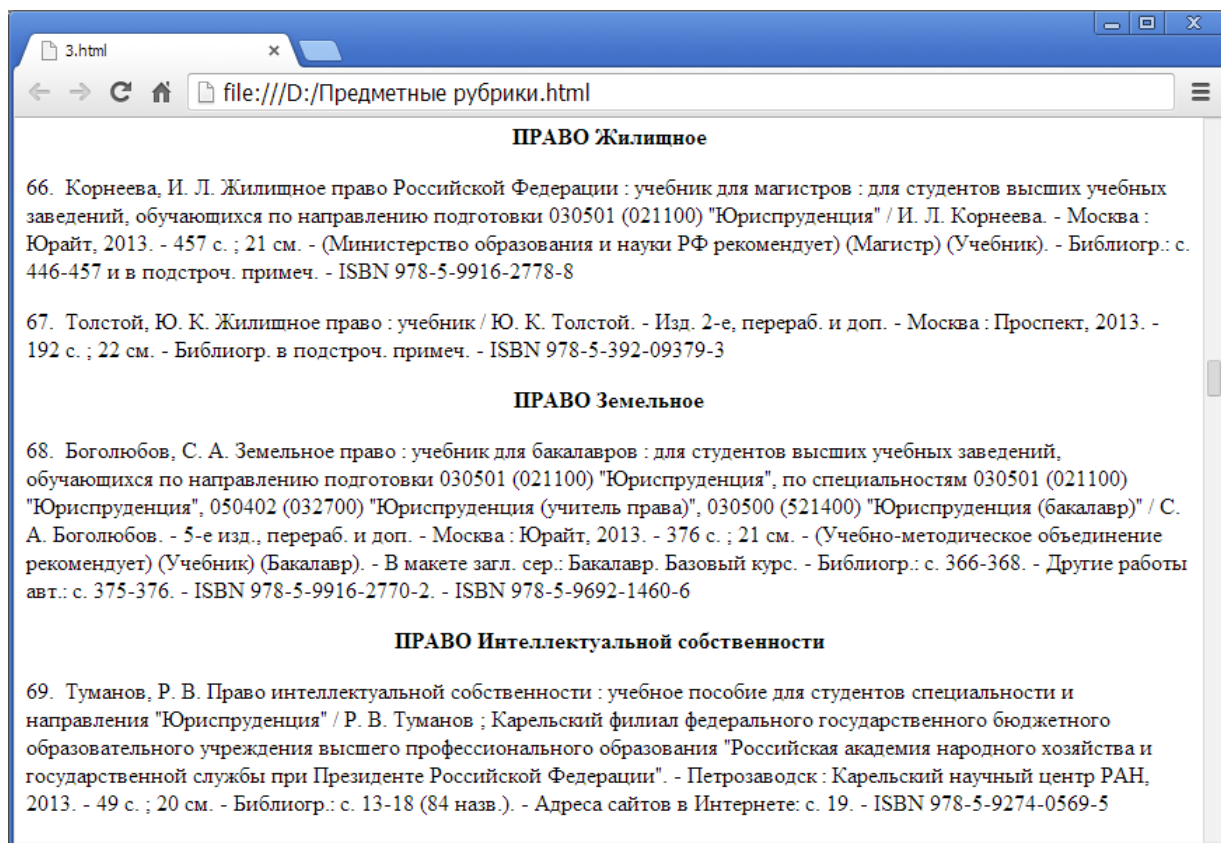 3.html
file:///D:/Предметные рубрики.html
ПРАВО Жилищное
66. Корнеева, И. Л. Жилищное право Российской Федерации : учебник для магистров : для студентов высших учебных
заведений, обучающихся по направлению подготовки 030501 (021100) "Юриспруденция" / И. Л. Корнеева. - Москва :
Юрайт, 2013. - 457 с. ; 21 см. - (Министерство образования и науки РФ рекомендует) (Магистр) (Учебник). - Библиогр.: с.
446-457 и в подстроч. примеч. - ISBN 978-5-9916-2778-8
67. Толстой, Ю. К. Жилищное право : учебник / Ю. К. Толстой. - Изд. 2-е, перераб. и доп. - Москва : Проспект, 2013. -
192 с. ; 22 см. - Библиогр. в подстроч. примеч. - ISBN 978-5-392-09379-3
ПРАВО Земельное
68. Боголюбов, С. А. Земельное право : учебник для бакалавров : для студентов высших учебных заведений,
обучающихся по направлению подготовки 030501 (021100) "Юриспруденция", по специальностям 030501 (021100)
"Юриспруденция", 050402 (032700) "Юриспруденция (учитель права)", 030500 (521400) "Юриспруденция (бакалавр)" / С.
А. Боголюбов. - 5-е изд., перераб. и доп. - Москва : Юрайт, 2013. - 376 с. ; 21 см. - (Учебно-методическое объединение
рекомендует) (Учебник) (Бакалавр). - В макете загл. сер.: Бакалавр. Базовый курс. - Библиогр.: с. 366-368. - Другие работы
авт.: с. 375-376. - ISBN 978-5-9916-2770-2. - ISBN 978-5-9692-1460-6
ПРАВО Интеллектуальной собственности
69. Туманов, Р. В. Право интеллектуальной собственности : учебное пособие для студентов специальности и
направления "Юриспруденция" / Р. В. Туманов ; Карельский филиал федерального государственного бюджетного
образовательного учреждения высшего профессионального образования "Российская академия народного хозяйства и
государственной службы при Президенте Российской Федерации". - Петрозаводск : Карельский научный центр РАН,
2013. - 49 с. ; 20 см. - Библиогр.: с. 13-18 (84 назв.). - Адреса сайтов в Интернете: с. 19. - ISBN 978-5-9274-0569-5